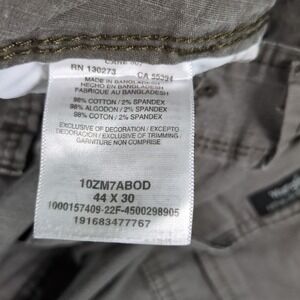 RN 130273 CA 55394
MADE IN BANGLADESH
HECHO EN BANGLADESH
FABRIQUE AU BANGLADESH
98% COTTON / 2% SPANDEX
98% ALGODON / 2% SPANDEX
98% COTON / 2% SPANDEX
EXCLUSIVE OF DECORATION / EXCEPTO
DECORACION / EXCLUSIVE OF TRIMMING
GARNITURE NON COMPRISE
10ZM7ABOD
44 X 30
1000157409-22F-4500298905
191683477767